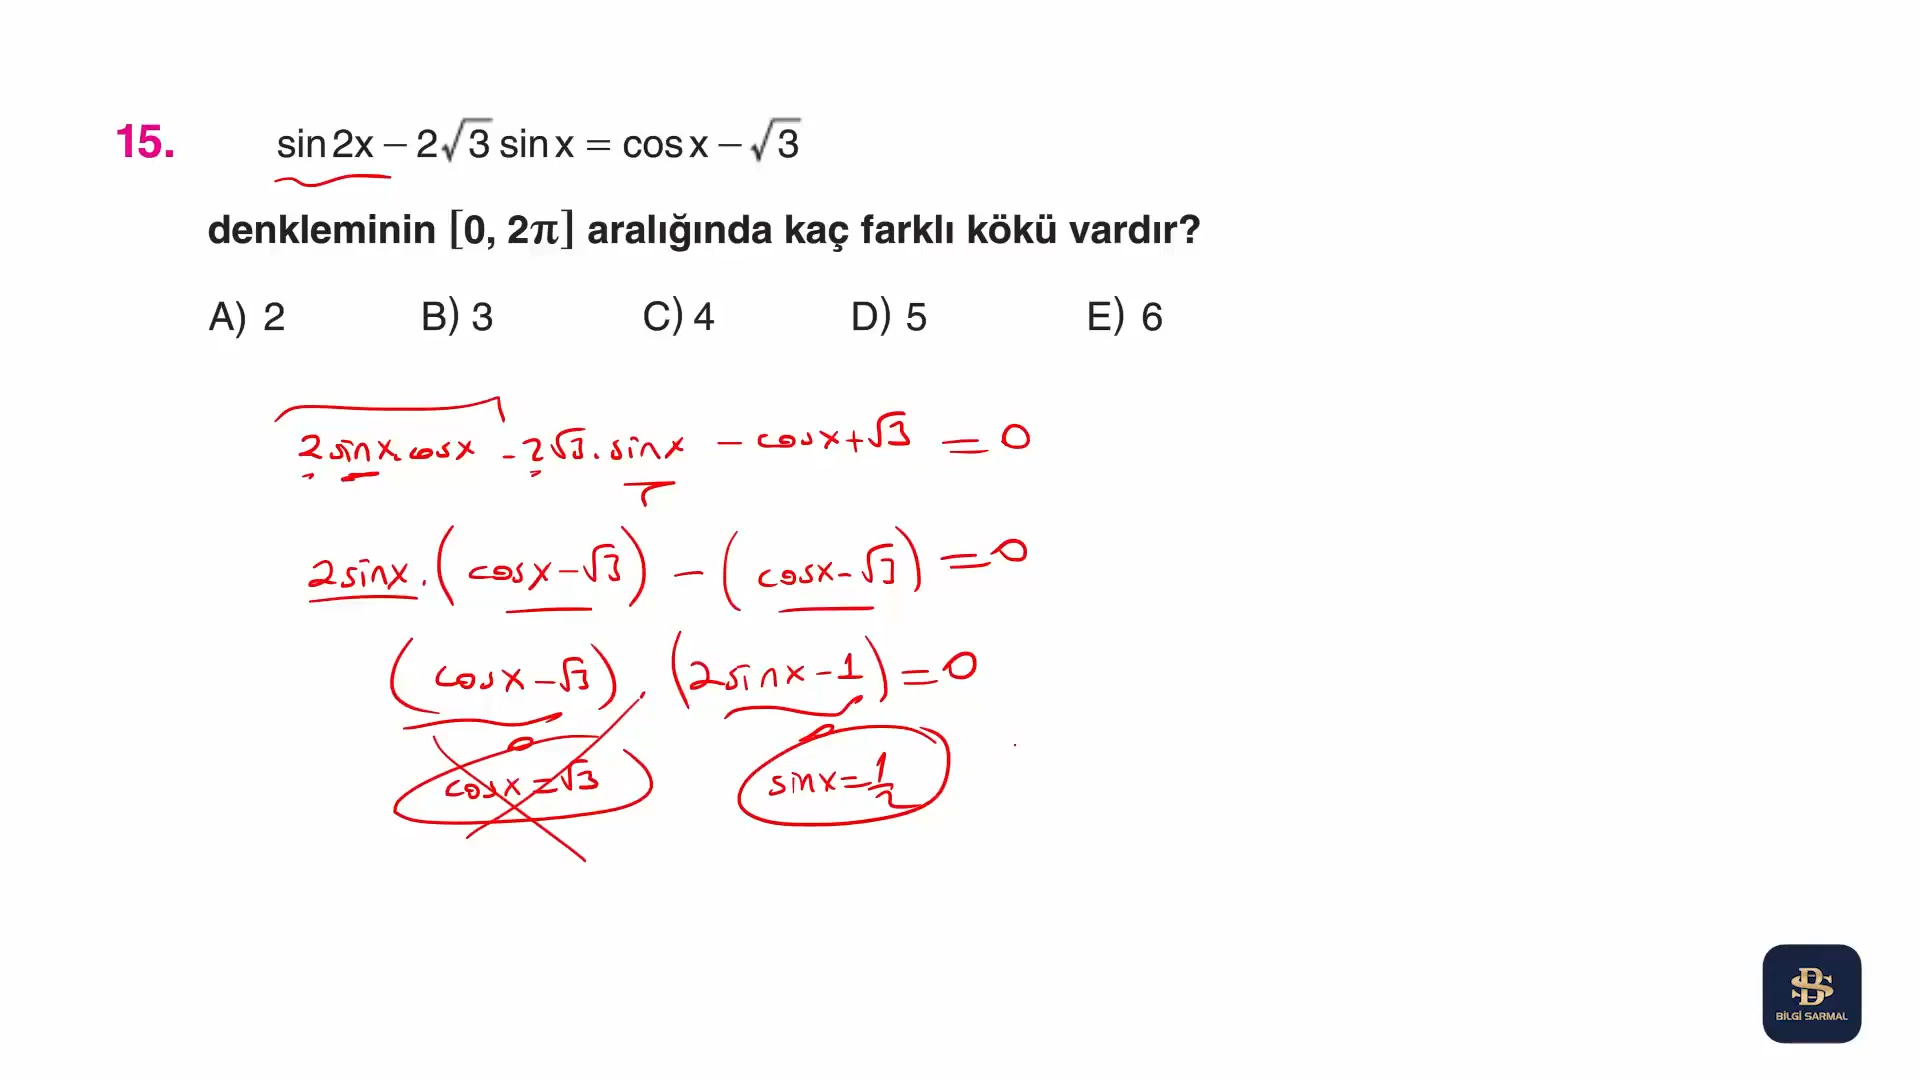 15. sin2x – 2√3 sinx = cosx – √3
denkleminin [0, 2π] aralığında kaç farklı kökü vardır?
A) 2 B) 3 C) 4 D) 5 E) 6
2sinx.cosx - 2√3.sinx - cosx+√3 = 0
2sinx.(cosx-√3) - (cosx-√3) = 0
(cosx-√3).(2sinx-1) = 0
cosx=√3 sinx=1/2
BİLGİ SARMAL